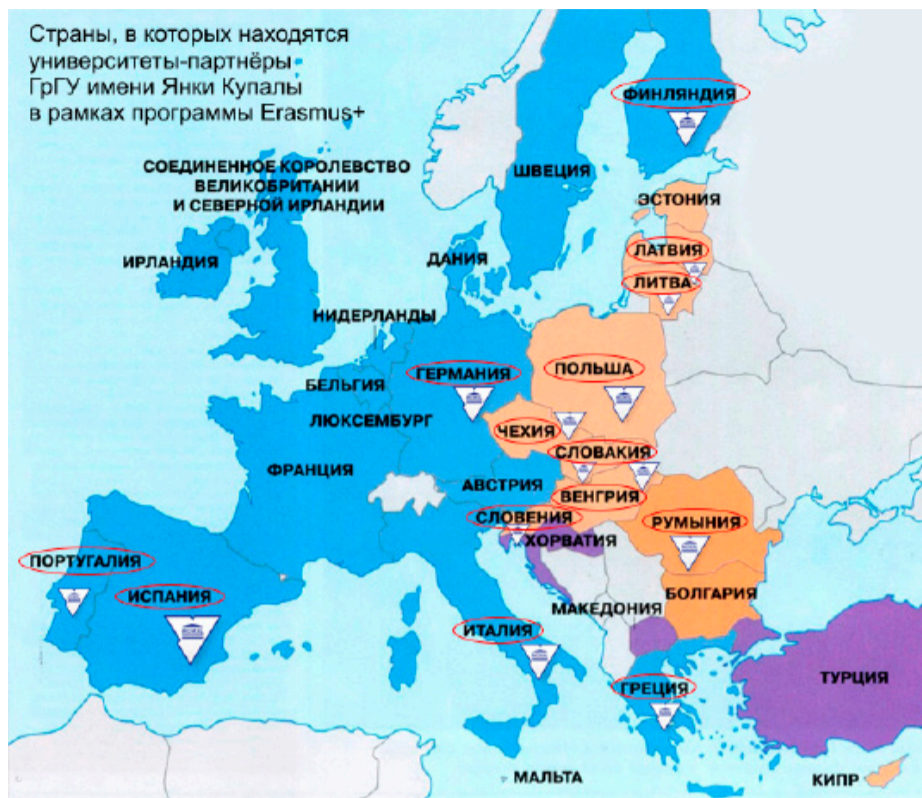 Страны, в которых находятся
университеты-партнёры
ГрГУ имени Янки Купалы
в рамках программы Erasmus+
ФИНЛЯНДИЯ
СОЕДИНЕННОЕ КОРОЛЕВСТВО
ВЕЛИКОБРИТАНИИ
И СЕВЕРНОЙ ИРЛАНДИИ
ШВЕЦИЯ
ЭСТОНИЯ
ЛАТВИЯ
ИРЛАНДИЯ
ДАНИЯ
ЛИТВА
НИДЕРЛАНДЫ
ПОЛЬША
ГЕРМАНИЯ
БЕЛЬГИЯ
ЛЮКСЕМБУРГ
ЧЕХИЯ
СЛОВАКИЯ
ФРАНЦИЯ
АВСТРИЯ
ВЕНГРИЯ
СЛОВЕНИЯ
РУМЫНИЯ
ХОРВАТИЯ
ПОРТУГАЛИЯ
ИСПАНИЯ
БОЛГАРИЯ
МАКЕДОНИЯ
ИТАЛИЯ
ТУРЦИЯ
ГРЕЦИЯ
МАЛЬТА
КИПР